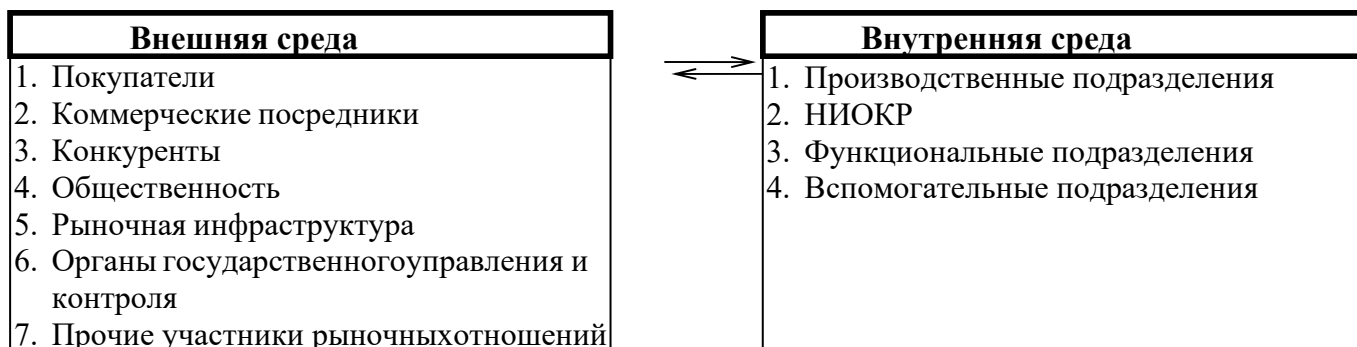 Внешняя среда
1. Покупатели
2. Коммерческие посредники
3. Конкуренты
4. Общественность
5. Рыночная инфраструктура
6. Органы государственногоуправления и
контроля
7. Прочие участники рыночныхотношений
Внутренняя среда
1. Производственные подразделения
2. НИОКР
3. Функциональные подразделения
4. Вспомогательные подразделения